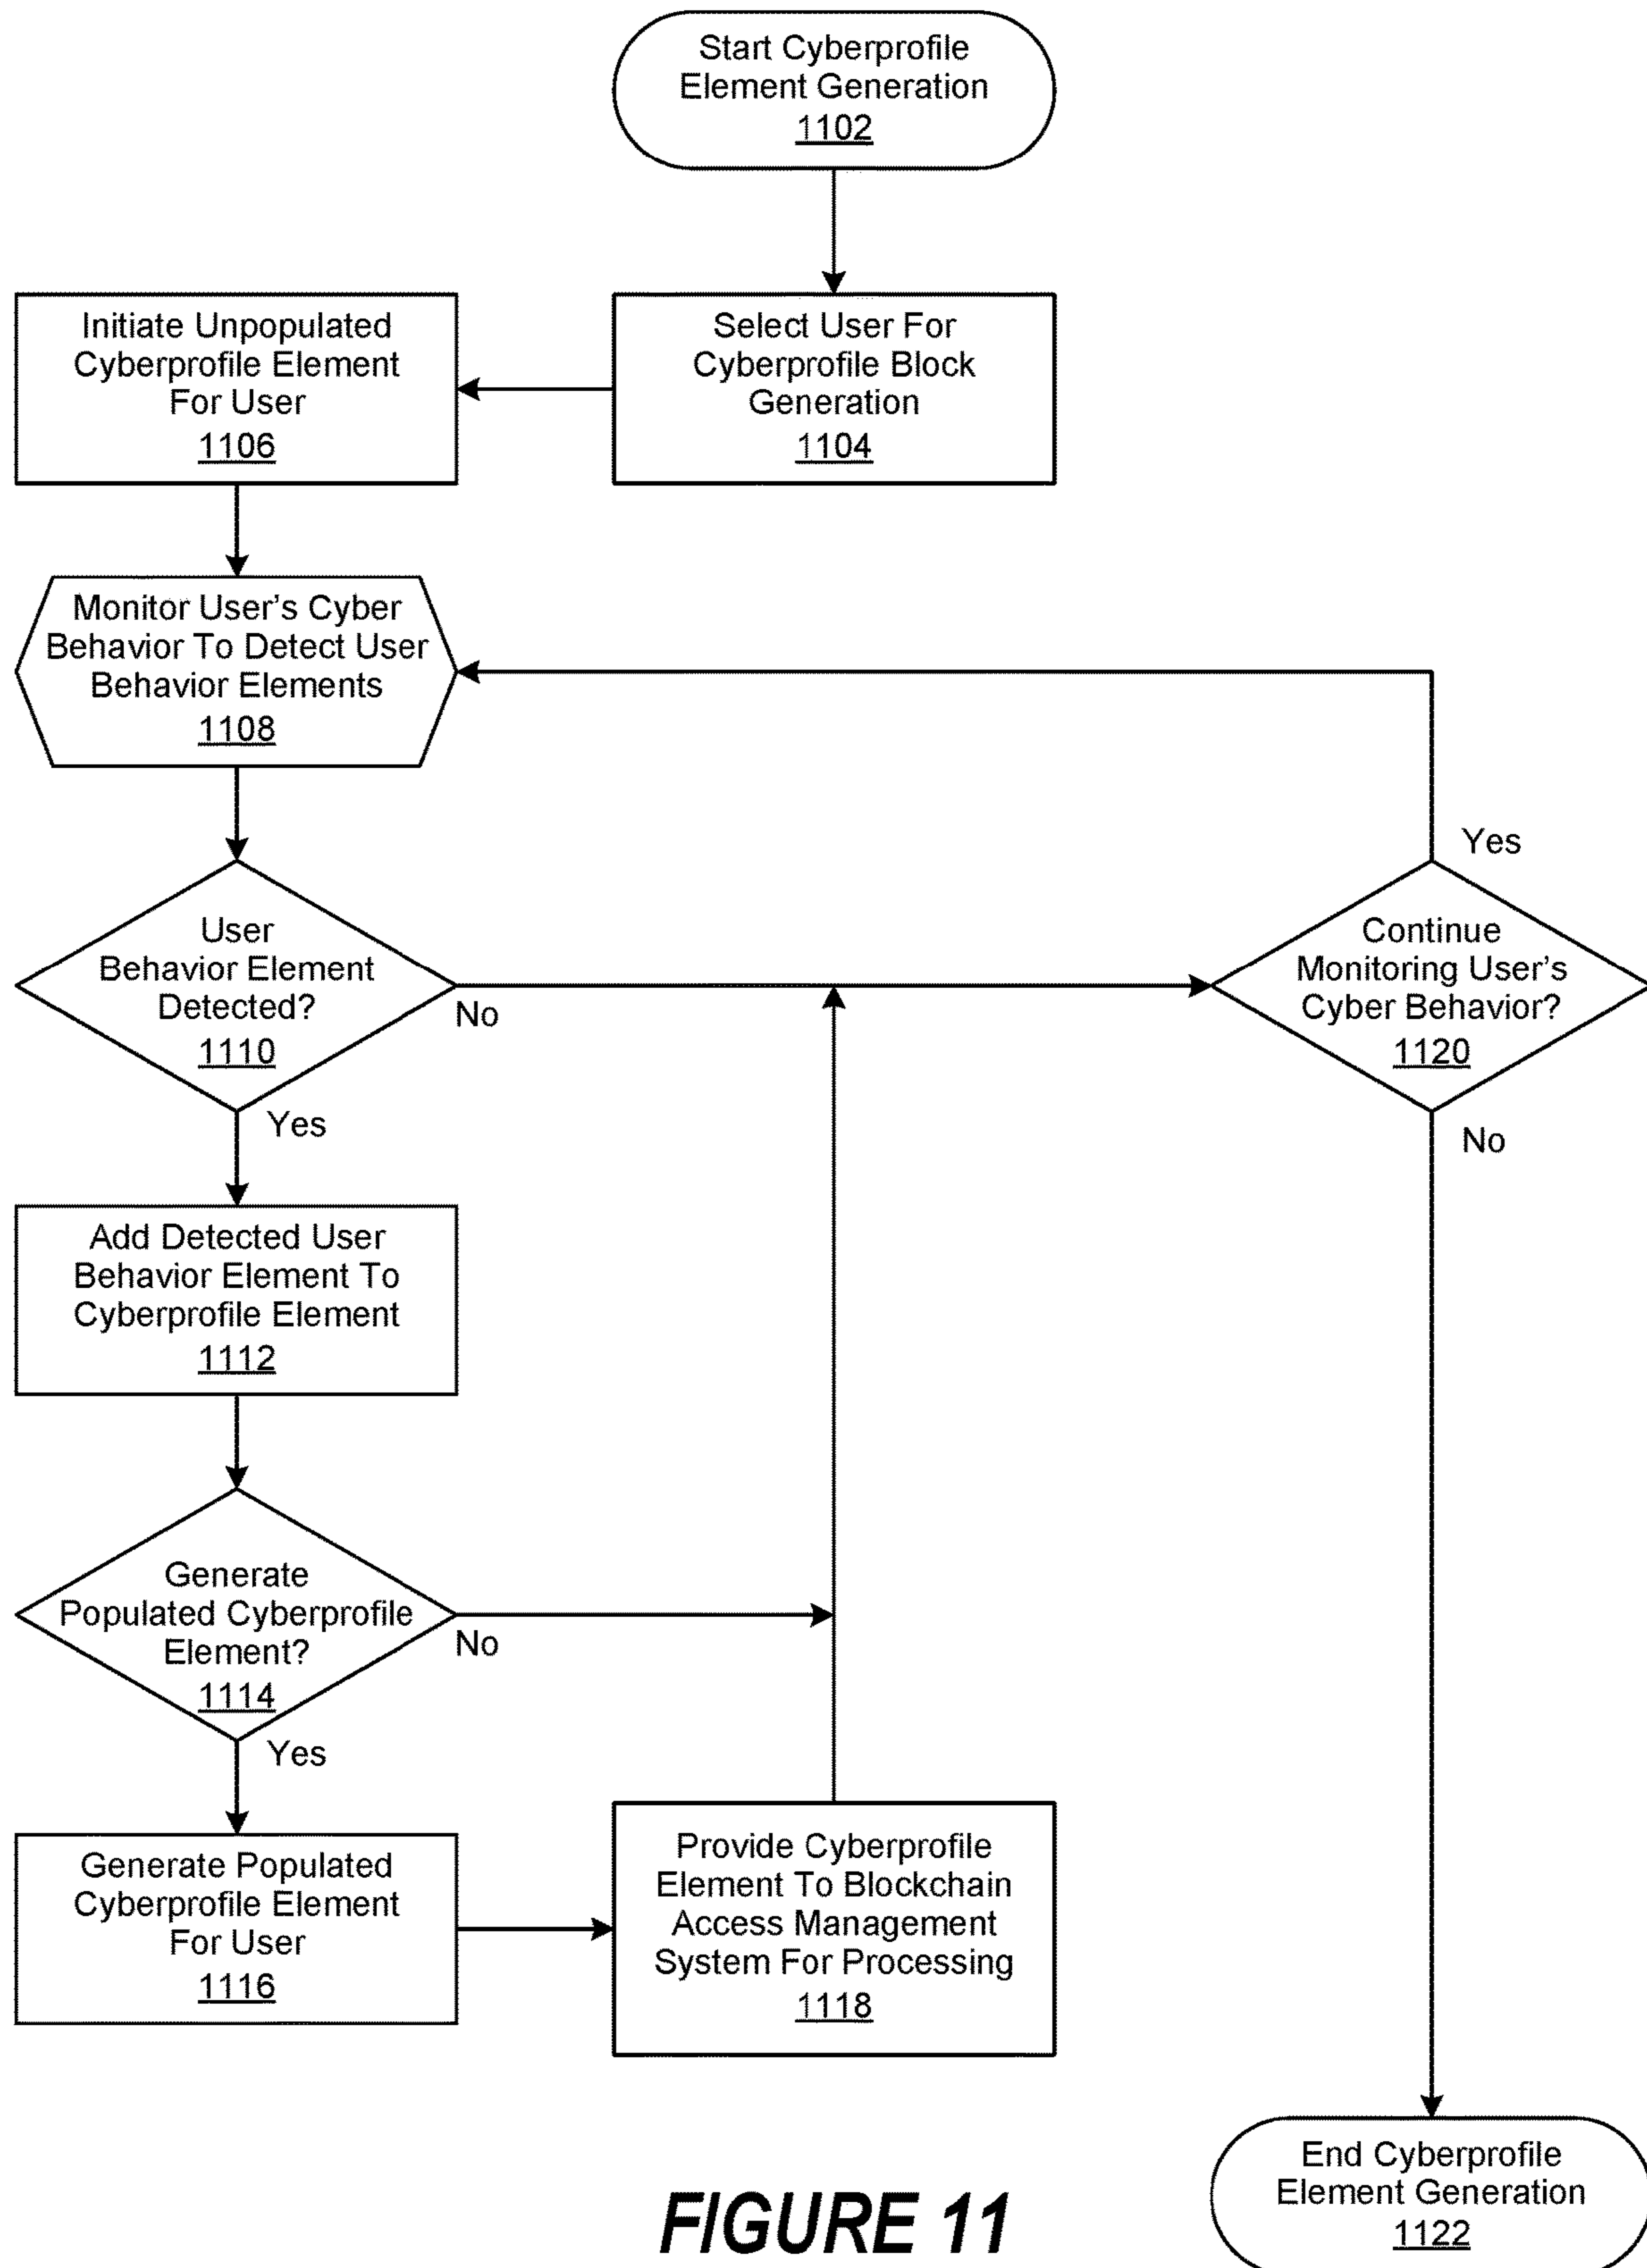 Start Cyberprofile
Element Generation
1102
Select User For
Cyberprofile Block
Generation
1104
Initiate Unpopulated
Cyberprofile Element
For User
1106
Monitor User's Cyber
Behavior To Detect User
Behavior Elements
1108
User
Behavior Element
Detected?
1110
No
Yes
Continue
Monitoring User's
Cyber Behavior?
1120
Yes
No
Add Detected User
Behavior Element To
Cyberprofile Element
1112
Generate
Populated Cyberprofile
Element?
1114
No
Yes
Generate Populated
Cyberprofile Element
For User
1116
Provide Cyberprofile
Element To Blockchain
Access Management
System For Processing
1118
End Cyberprofile
Element Generation
1122
FIGURE 11